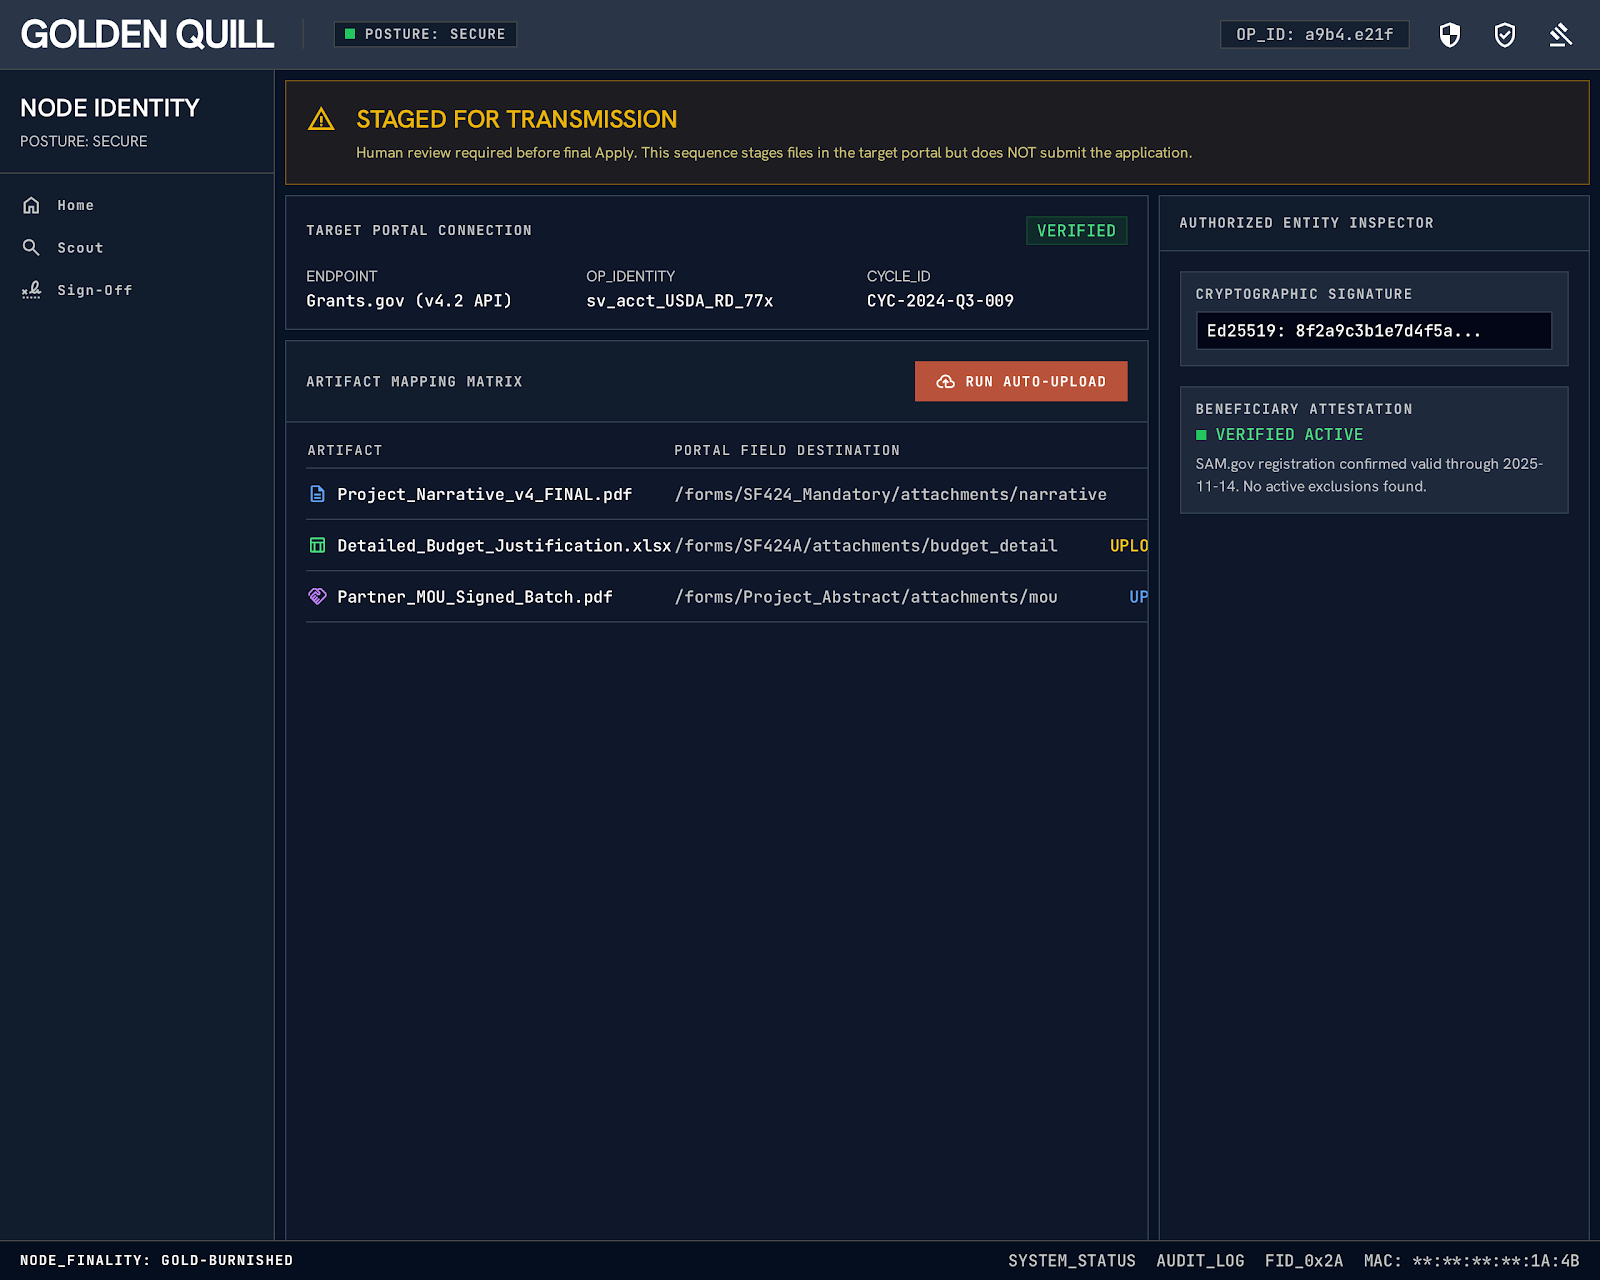 GOLDEN QUILL
POSTURE: SECURE
OP_ID: a9b4.e21f
NODE IDENTITY
POSTURE: SECURE
Home
Scout
Sign-Off
STAGED FOR TRANSMISSION
Human review required before final Apply. This sequence stages files in the target portal but does NOT submit the application.
TARGET PORTAL CONNECTION
VERIFIED
ENDPOINT
Grants.gov (v4.2 API)
OP_IDENTITY
sv_acct_USDA_RD_77x
CYCLE_ID
CYC-2024-Q3-009
ARTIFACT MAPPING MATRIX
RUN AUTO-UPLOAD
ARTIFACT PORTAL FIELD DESTINATION
Project_Narrative_v4_FINAL.pdf /forms/SF424_Mandatory/attachments/narrative
Detailed_Budget_Justification.xlsx /forms/SF424A/attachments/budget_detail UPLO
Partner_MOU_Signed_Batch.pdf /forms/Project_Abstract/attachments/mou UP
AUTHORIZED ENTITY INSPECTOR
CRYPTOGRAPHIC SIGNATURE
Ed25519: 8f2a9c3b1e7d4f5a...
BENEFICIARY ATTESTATION
VERIFIED ACTIVE
SAM.gov registration confirmed valid through 2025-
11-14. No active exclusions found.
NODE_FINALITY: GOLD-BURNISHED
SYSTEM_STATUS AUDIT_LOG FID_0x2A MAC: **:**:**:**:1A:4B